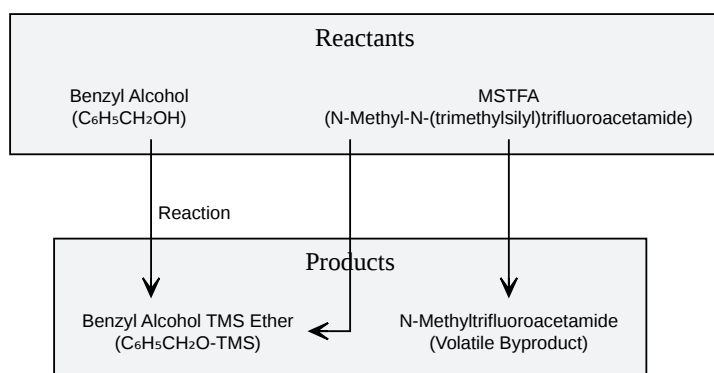 Reactants
Benzyl Alcohol
(C₆H₅CH₂OH)
MSTFA
(N-Methyl-N-(trimethylsilyl)trifluoroacetamide)
Reaction
Products
Benzyl Alcohol TMS Ether
(C₆H₅CH₂O-TMS)
N-Methyltrifluoroacetamide
(Volatile Byproduct)